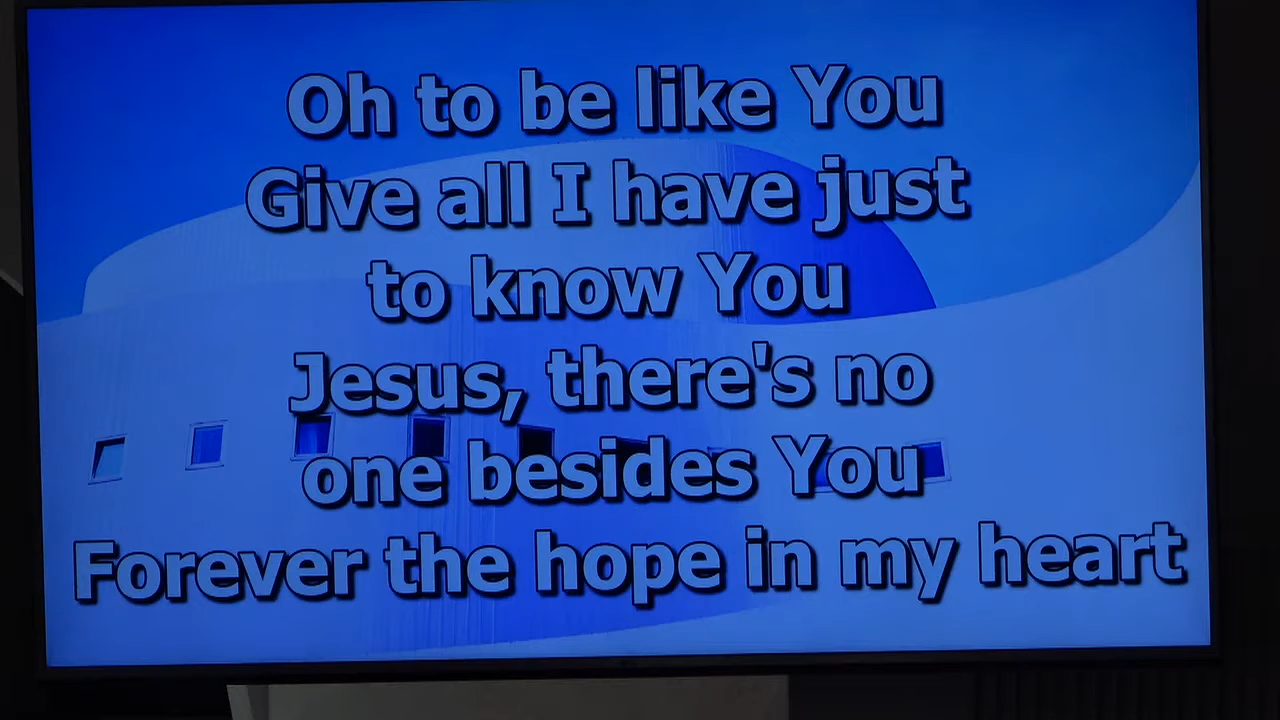 Oh to be like You
Give all I have just
to know You
Jesus, there's no
one besides You
Forever the hope in my heart